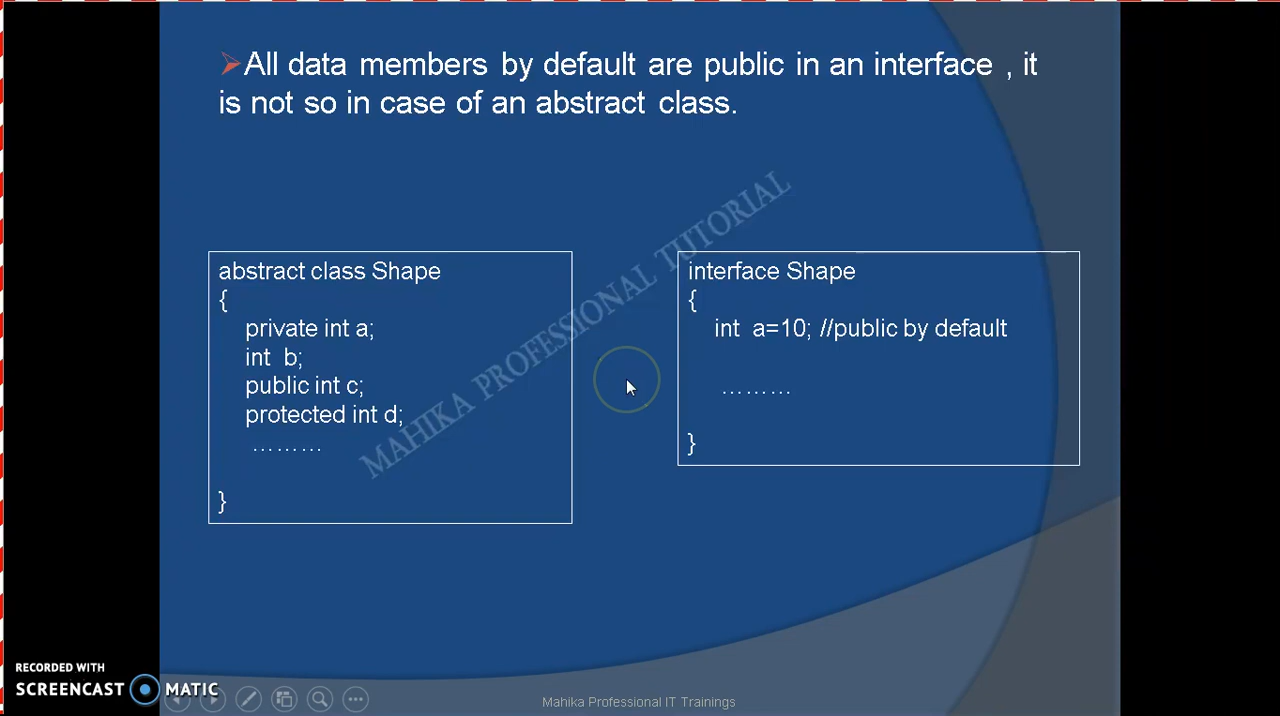 ➢All data members by default are public in an interface , it
is not so in case of an abstract class.
MAHIKA PROFESSIONAL TUTORIAL
abstract class Shape
{
private int a;
int b;
public int c;
protected int d;
………
}
interface Shape
{
int a=10; //public by default
………
}
RECORDED WITH
SCREENCAST MATIC
Mahika Professional IT Trainings